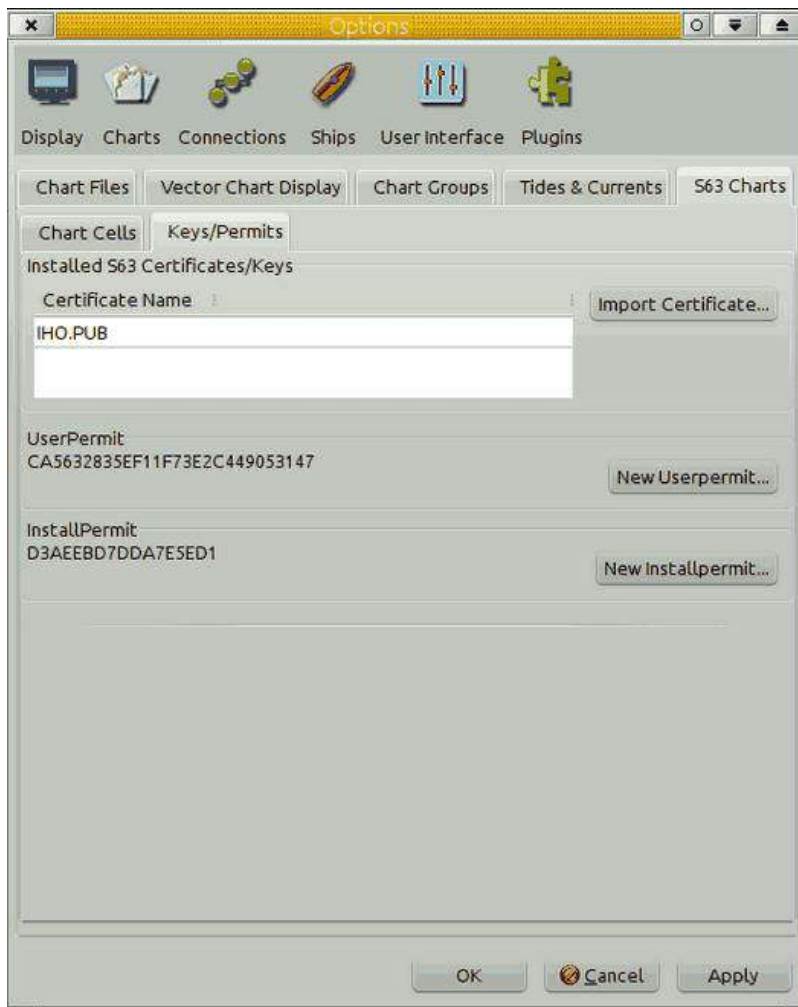 Options
Display Charts Connections Ships User Interface Plugins
Chart Files Vector Chart Display Chart Groups Tides & Currents S63 Charts
Chart Cells Keys/Permits
Installed S63 Certificates/Keys
Certificate Name
Import Certificate...
IHO.PUB
UserPermit
CA5632835EF11F73E2C449053147
New Userpermit...
InstallPermit
D3AEEBD7DDA7E5ED1
New Installpermit...
OK Cancel Apply